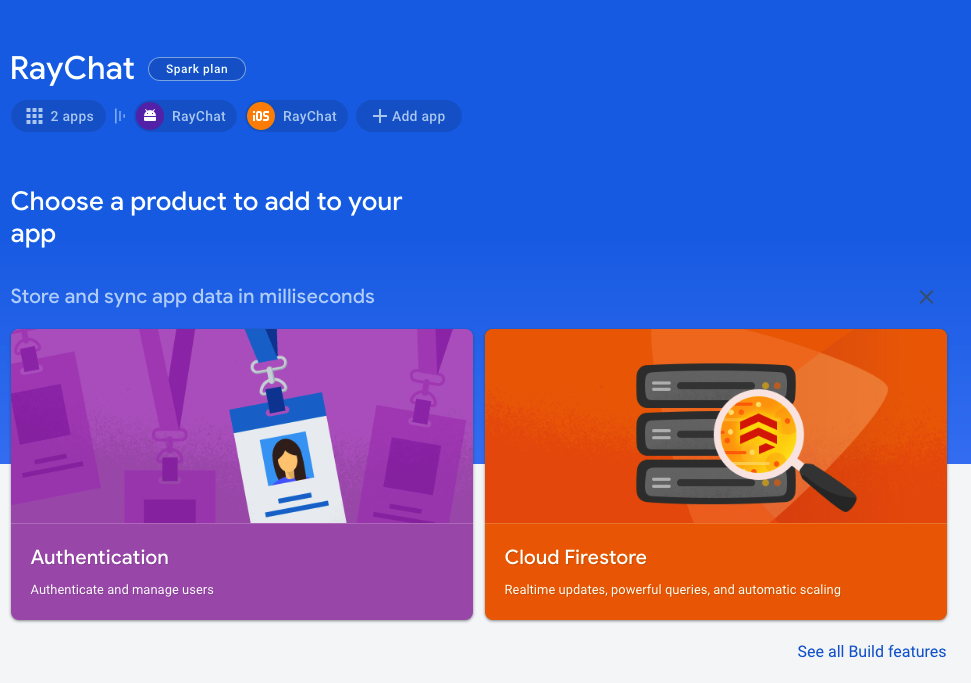 RayChat Spark plan
2 apps RayChat iOS RayChat Add app
Choose a product to add to your
app
Store and sync app data in milliseconds
Authentication
Authenticate and manage users
Cloud Firestore
Realtime updates, powerful queries, and automatic scaling
See all Build features